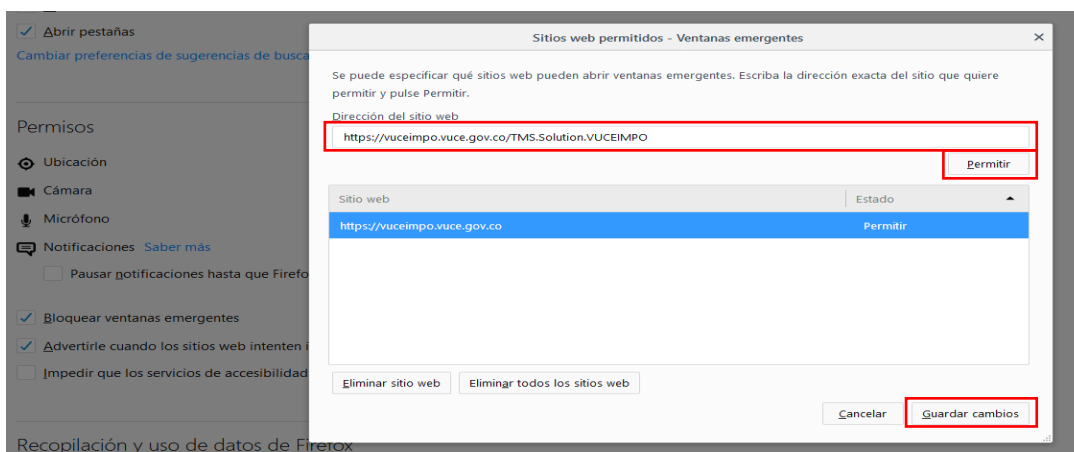 Abrir pestañas
Cambiar preferencias de sugerencias de busca
Permisos
Ubicación
Cámara
Micrófono
Notificaciones Saber más
Pausar notificaciones hasta que Firefo
Bloquear ventanas emergentes
Advertirle cuando los sitios web intenten i
Impedir que los servicios de accesibilidad
Recopilación y uso de datos de Firefox
Sitios web permitidos - Ventanas emergentes
Se puede especificar qué sitios web pueden abrir ventanas emergentes. Escriba la dirección exacta del sitio que quiere
permitir y pulse Permitir.
Dirección del sitio web
https://vuceimpo.vuce.gov.co/TMS.Solution.VUCEIMPO
Permitir
Sitio web Estado
https://vuceimpo.vuce.gov.co Permitir
Eliminar sitio web Eliminar todos los sitios web
Cancelar Guardar cambios